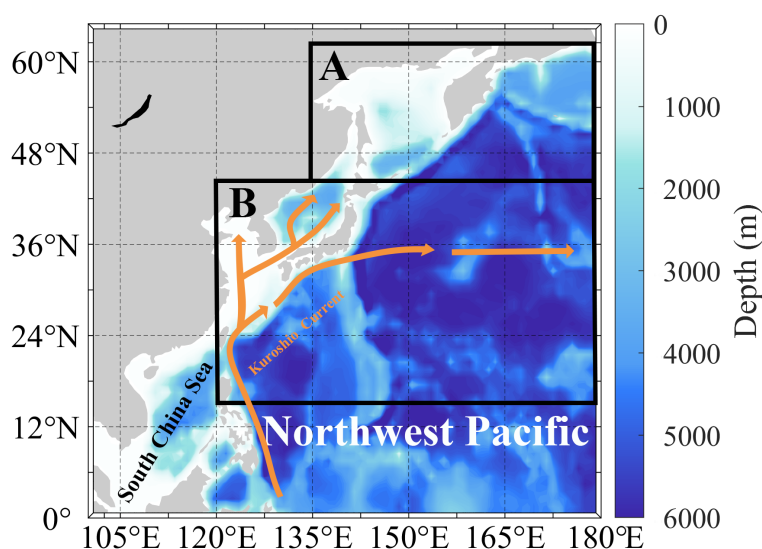 60°N
48°N
36°N
24°N
12°N
0°
105°E
120°E
135°E
150°E
165°E
180°E
A
B
Kuroshio Current
South China Sea
Northwest Pacific
0
1000
2000
3000
4000
5000
6000
Depth (m)